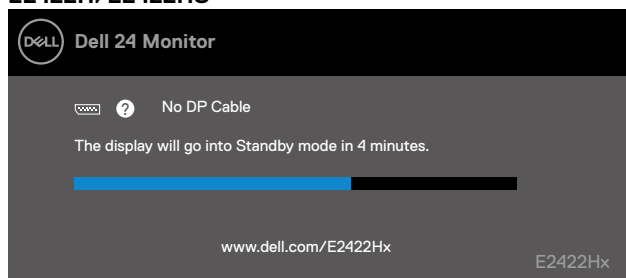 DELL Dell 24 Monitor
? No DP Cable
The display will go into Standby mode in 4 minutes.
www.dell.com/E2422Hx
E2422Hx